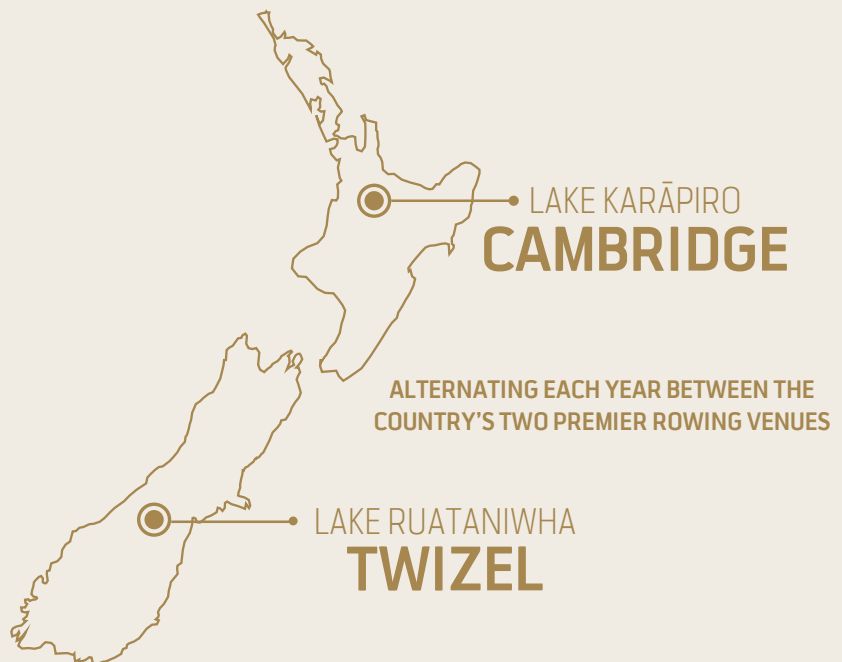 LAKE KARĀPIRO
CAMBRIDGE
ALTERNATING EACH YEAR BETWEEN THE
COUNTRY'S TWO PREMIER ROWING VENUES
LAKE RUATANIWHA
TWIZEL